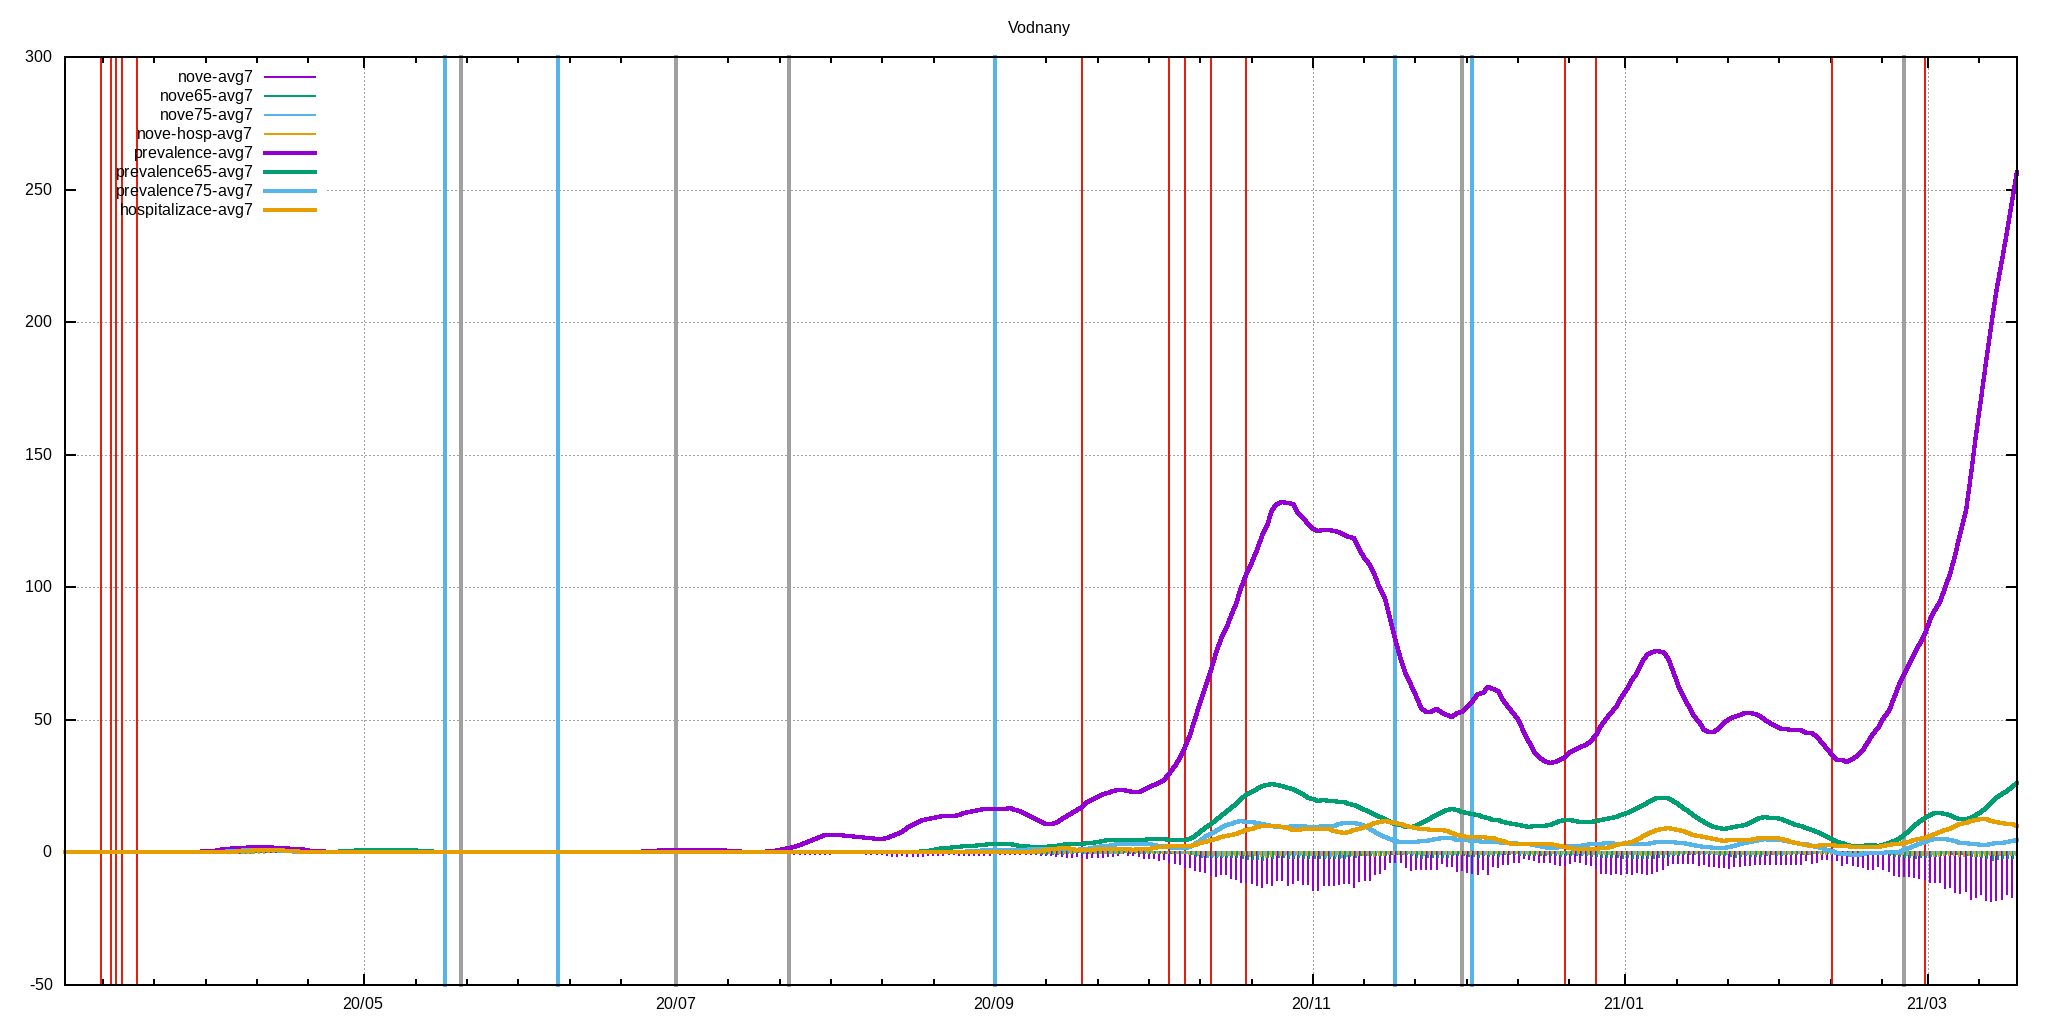 Vodnany
300
250
200
150
100
50
0
-50
nove-avg7
nove65-avg7
nove75-avg7
nove-hosp-avg7
prevalence-avg7
prevalence65-avg7
prevalence75-avg7
hospitalizace-avg7
20/05 20/07 20/09 20/11 21/01 21/03